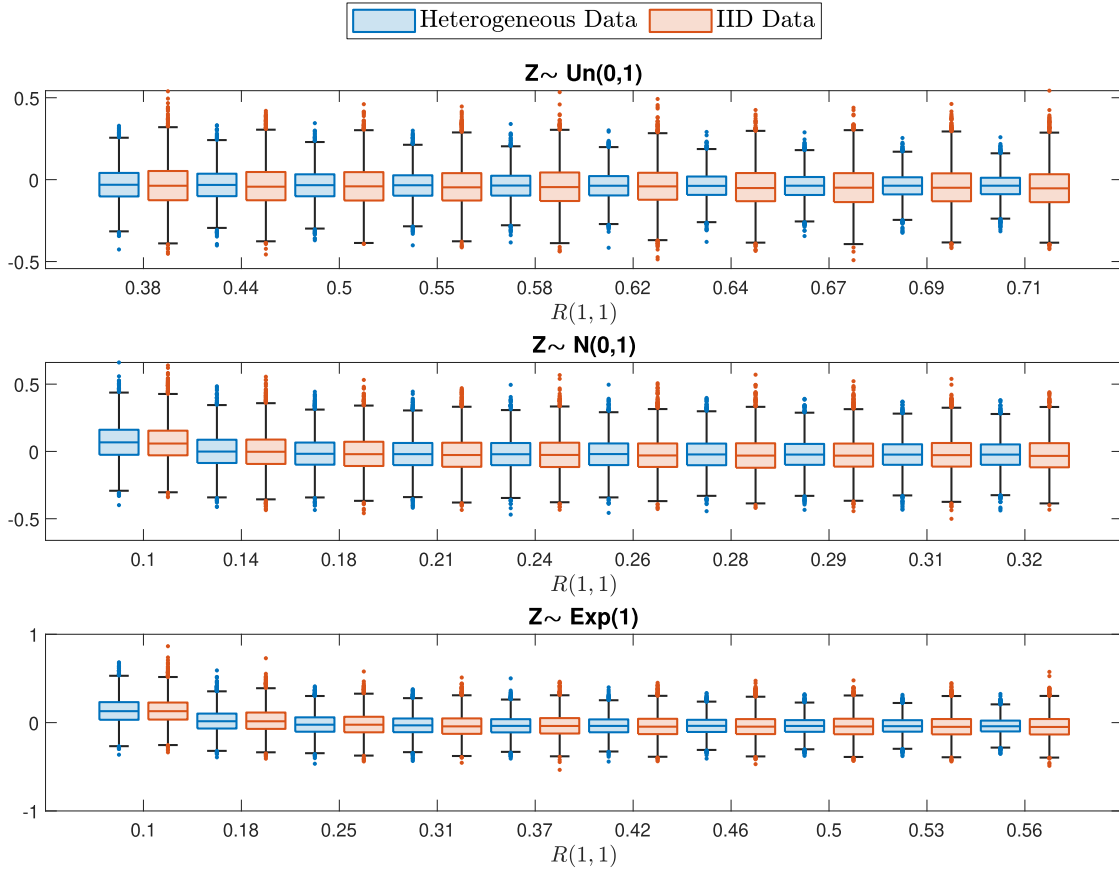 Heterogeneous Data IID Data
Z∼ Un(0,1)
0.5
0
-0.5
0.38 0.44 0.5 0.55 0.58 0.62 0.64 0.67 0.69 0.71
R(1, 1)
Z∼ N(0,1)
0.5
0
-0.5
0.1 0.14 0.18 0.21 0.24 0.26 0.28 0.29 0.31 0.32
R(1, 1)
Z∼ Exp(1)
1
0
-1
0.1 0.18 0.25 0.31 0.37 0.42 0.46 0.5 0.53 0.56
R(1, 1)